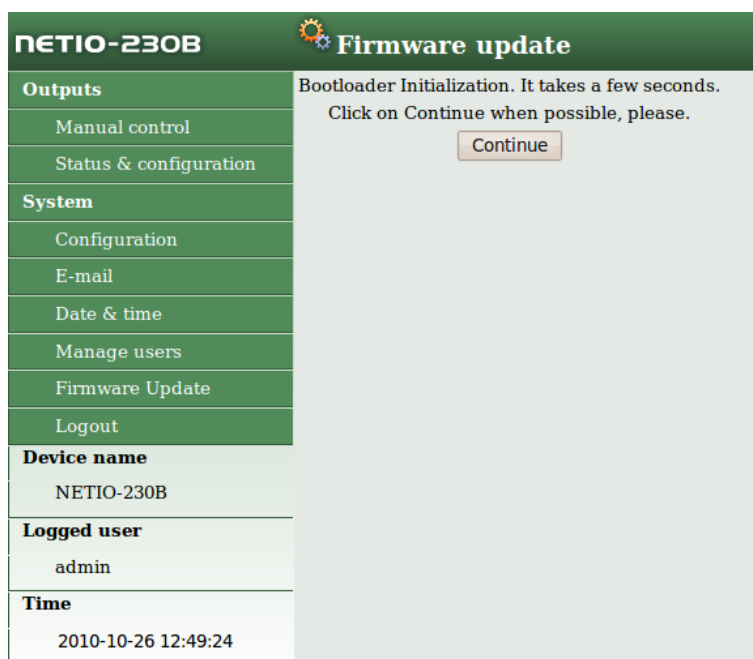 NETIO-230B
Firmware update
Outputs
Manual control
Status & configuration
System
Configuration
E-mail
Date & time
Manage users
Firmware Update
Logout
Device name
NETIO-230B
Logged user
admin
Time
2010-10-26 12:49:24
Bootloader Initialization. It takes a few seconds.
Click on Continue when possible, please.
Continue